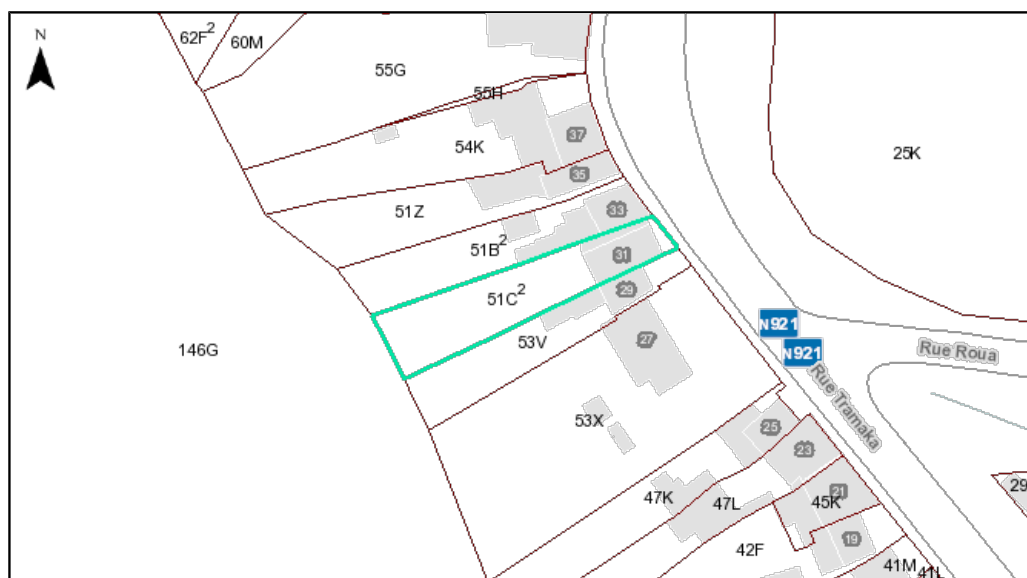 62F²
60M
N
55G
55H
37
54K
25K
35
51Z
33
51B²
31
51C²
29
N921
53V
27
146G
N921
Rue Roua
Rue Tramaka
53X
25
23
47K
21
29
47L
45K
19
42F
41M
41L